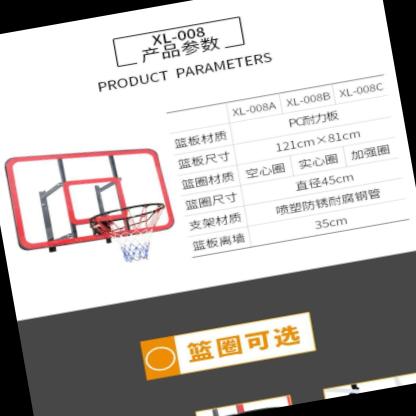 XL-008
产品参数
PRODUCT PARAMETERS
XL-008A XL-008B XL-008C
篮板材质 PC耐力板
篮板尺寸 121cm×81cm
篮圈材质 空心圈 实心圈 加强圈
篮圈尺寸 直径45cm
支架材质 喷塑防锈耐腐钢管
篮板离墙 35cm
篮圈可选